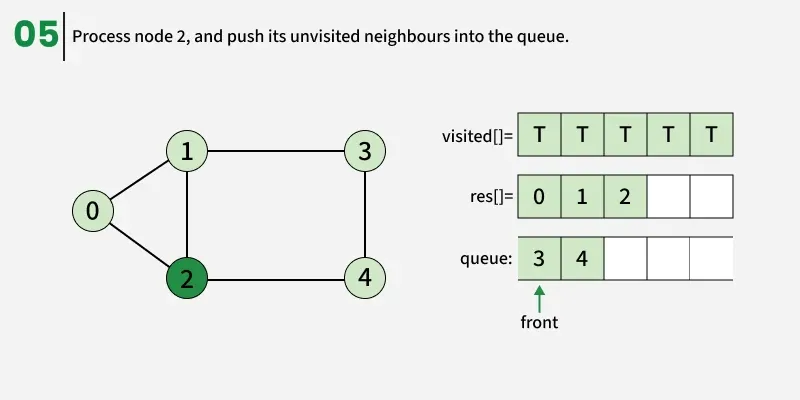 05 Process node 2, and push its unvisited neighbours into the queue.
1 3
0
2 4
visited[]= T T T T T
res[]= 0 1 2
queue: 3 4
front